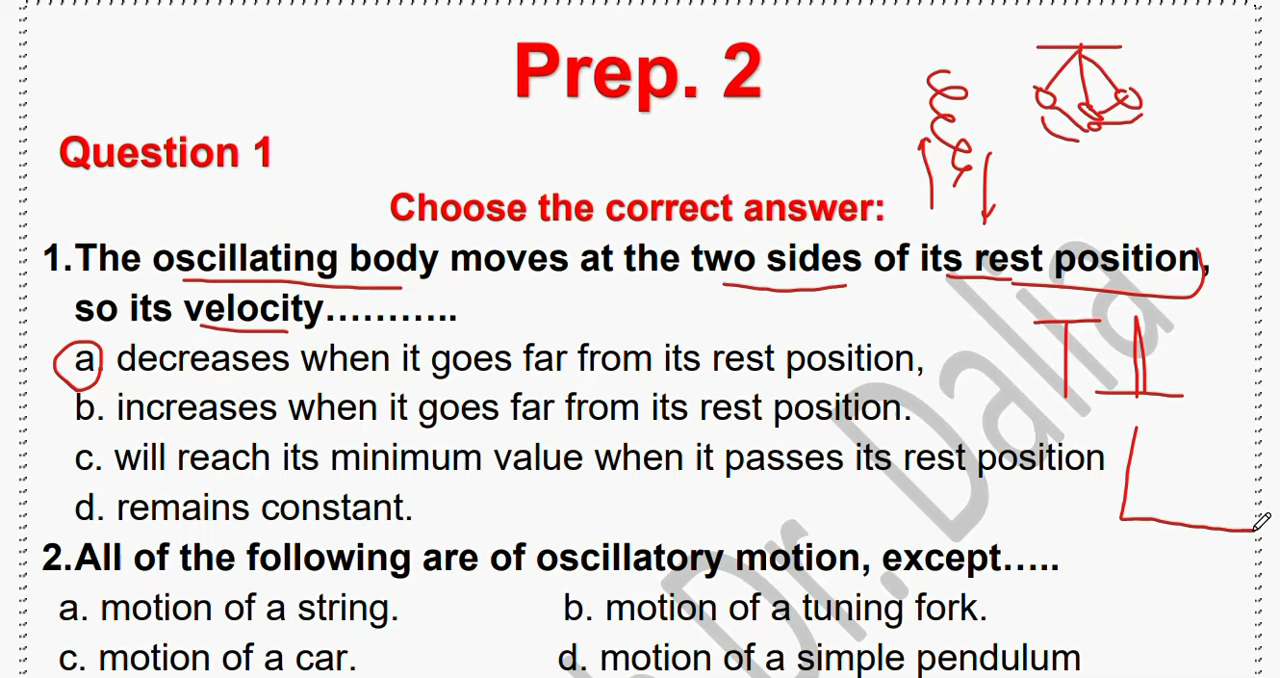 Prep. 2
Question 1
Choose the correct answer:
1.The oscillating body moves at the two sides of its rest position,
so its velocity………..
a. decreases when it goes far from its rest position,
b. increases when it goes far from its rest position.
c. will reach its minimum value when it passes its rest position
d. remains constant.
2.All of the following are of oscillatory motion, except…..
a. motion of a string. b. motion of a tuning fork.
c. motion of a car. d. motion of a simple pendulum
Dr. Dalia